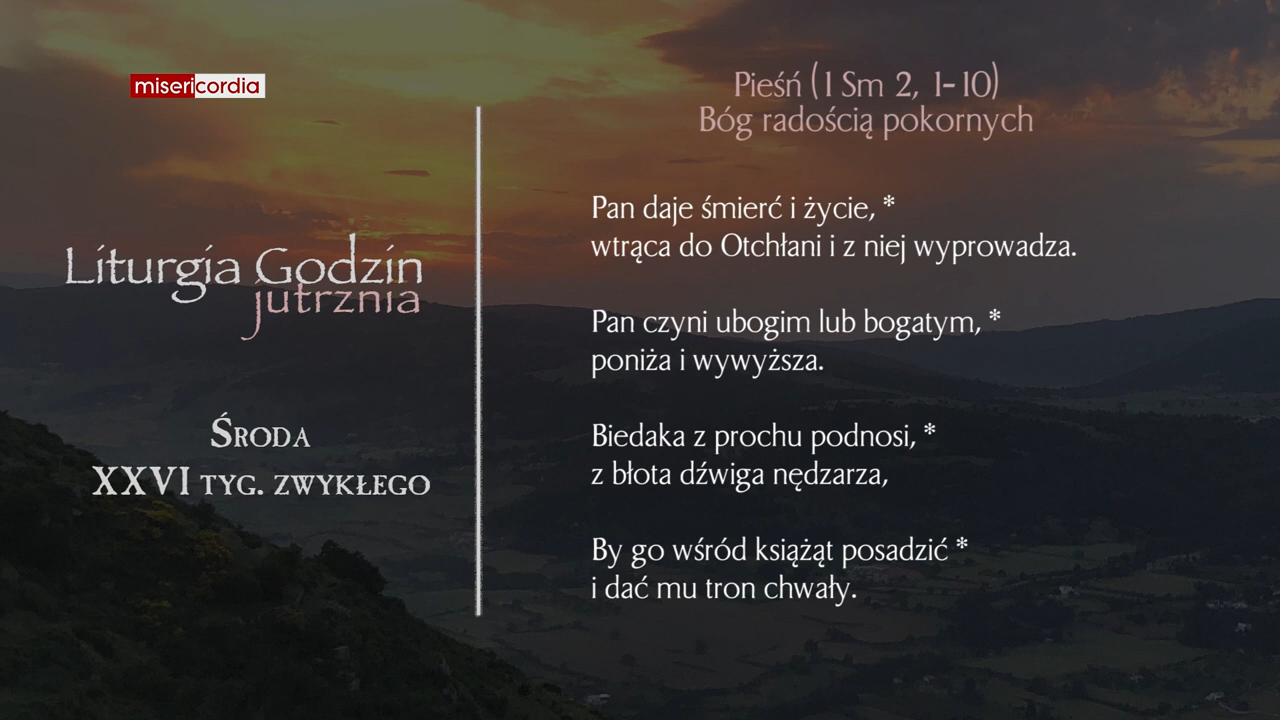 misericordia
Liturgia Godzin
jutrznia
Środa
XXVI tyg. zwykłego
Pieśń (1 Sm 2, 1-10)
Bóg radością pokornych
Pan daje śmierć i życie, *
wtrąca do Otchłani i z niej wyprowadza.
Pan czyni ubogim lub bogatym, *
poniża i wywyższa.
Biedaka z prochu podnosi, *
z błota dźwiga nędzarza,
By go wśród książąt posadzić *
i dać mu tron chwały.